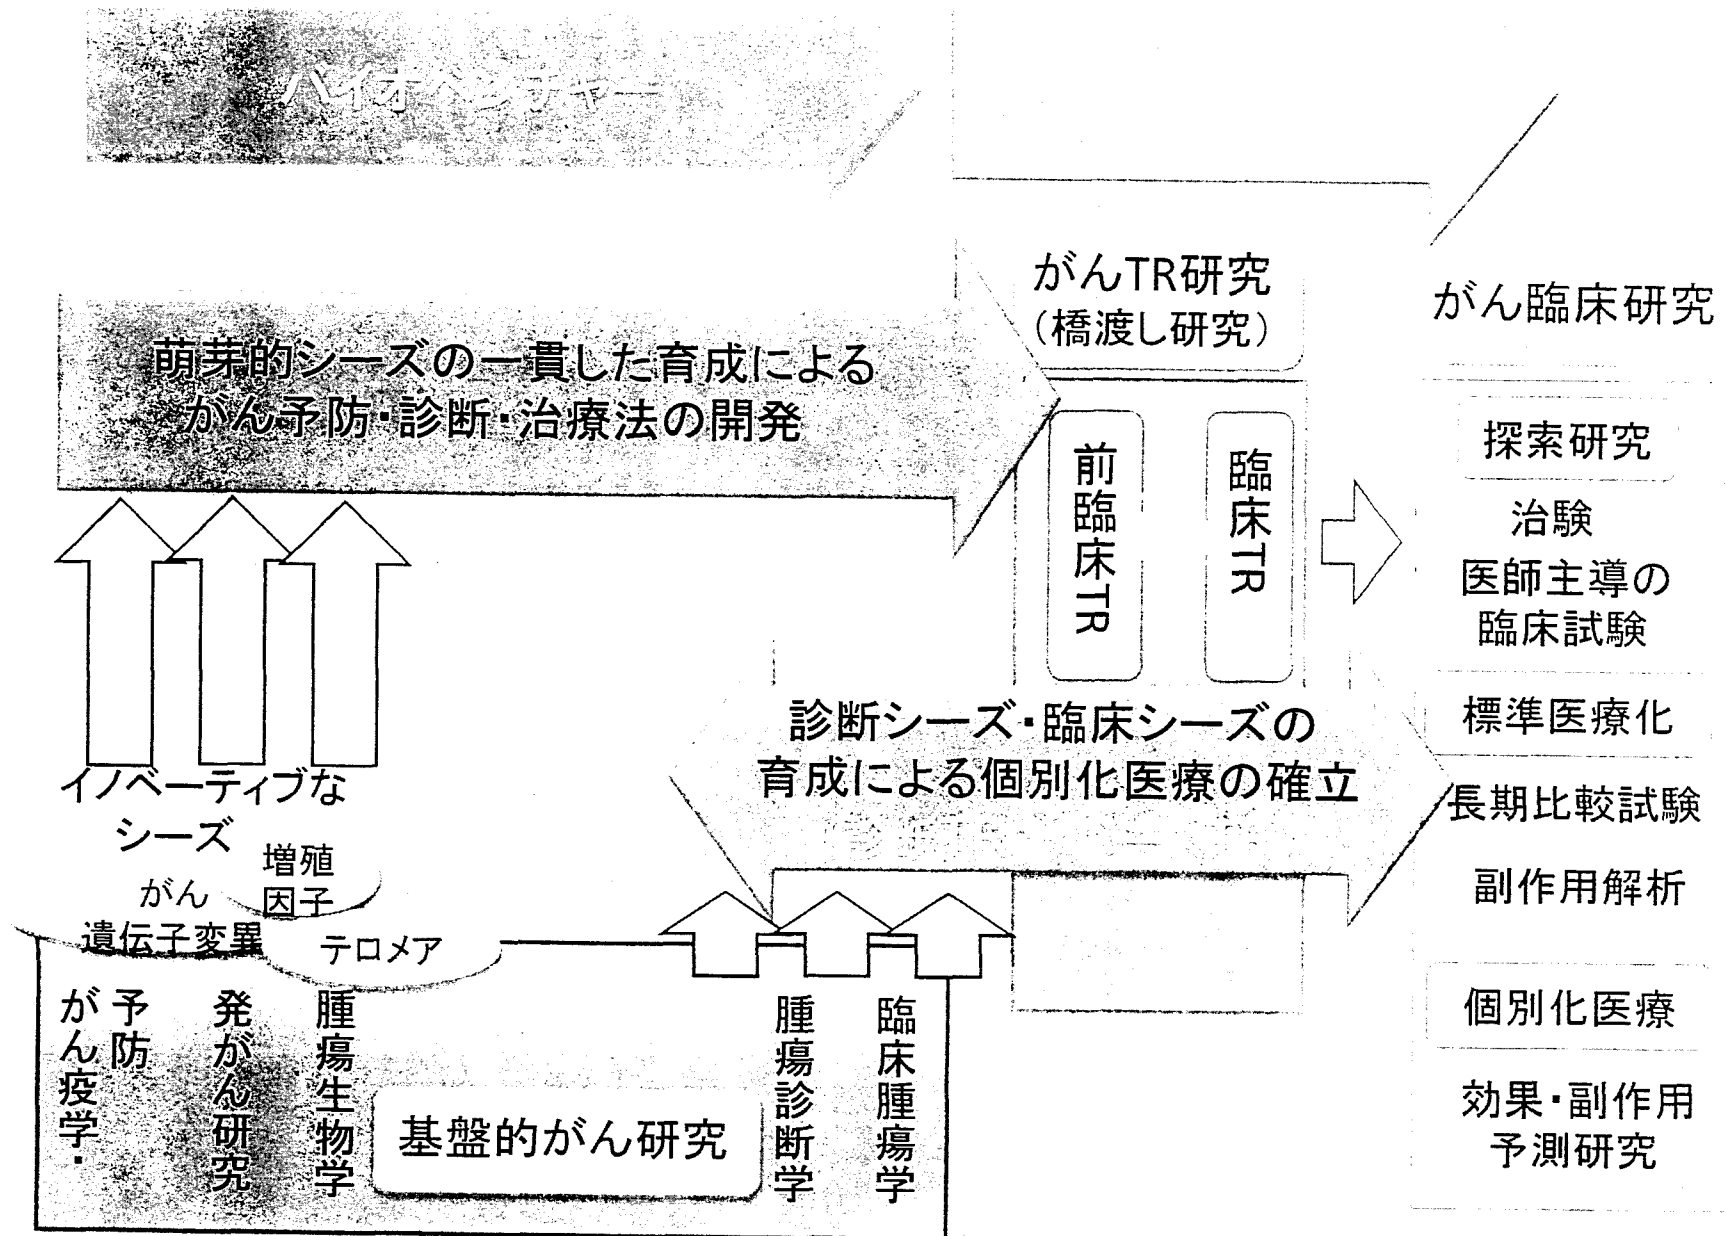 バイオベンチャー
がんTR研究
（橋渡し研究）
がん臨床研究
萌芽的シーズの一貫した育成による
がん予防・診断・治療法の開発
前臨床TR
臨床TR
探索研究
治験
医師主導の
臨床試験
標準医療化
長期比較試験
副作用解析
個別化医療
効果・副作用
予測研究
診断シーズ・臨床シーズの
育成による個別化医療の確立
イノベーティブな
シーズ
増殖
因子
がん
遺伝子変異
テロメア
がん疫学・
予防
発がん研究
腫瘍生物学
基盤的がん研究
腫瘍診断学
臨床腫瘍学